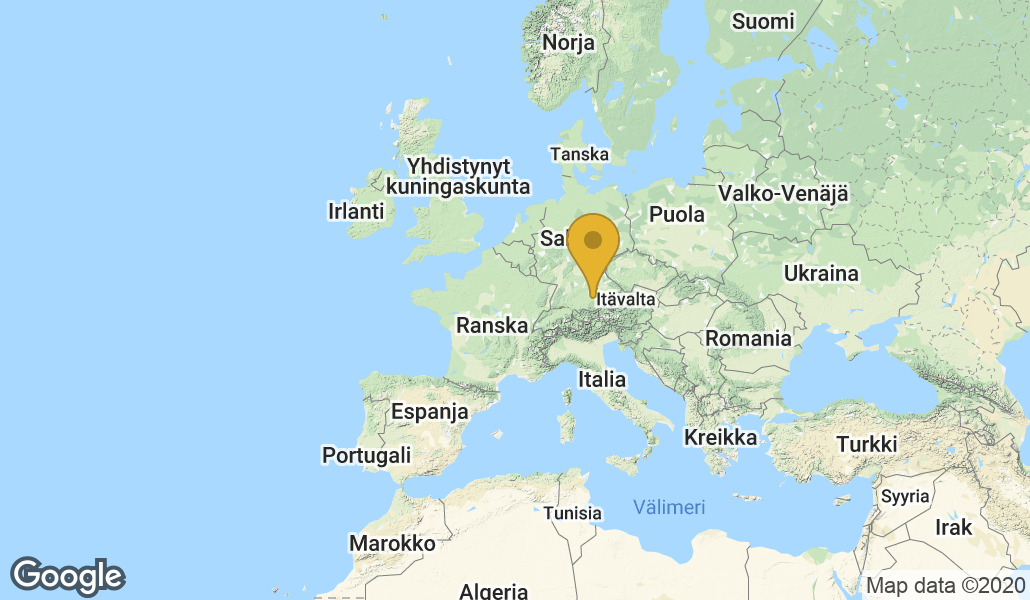 Suomi
Norja
Tanska
Yhdistynyt
kuningaskunta
Irlanti
Valko-Venäjä
Puola
Ukraina
Itävalta
Ranska
Romania
Italia
Espanja
Kreikka
Turkki
Portugali
Syyria
Välimeri
Tunisia
Irak
Marokko
Algeria
Google
Map data ©2020